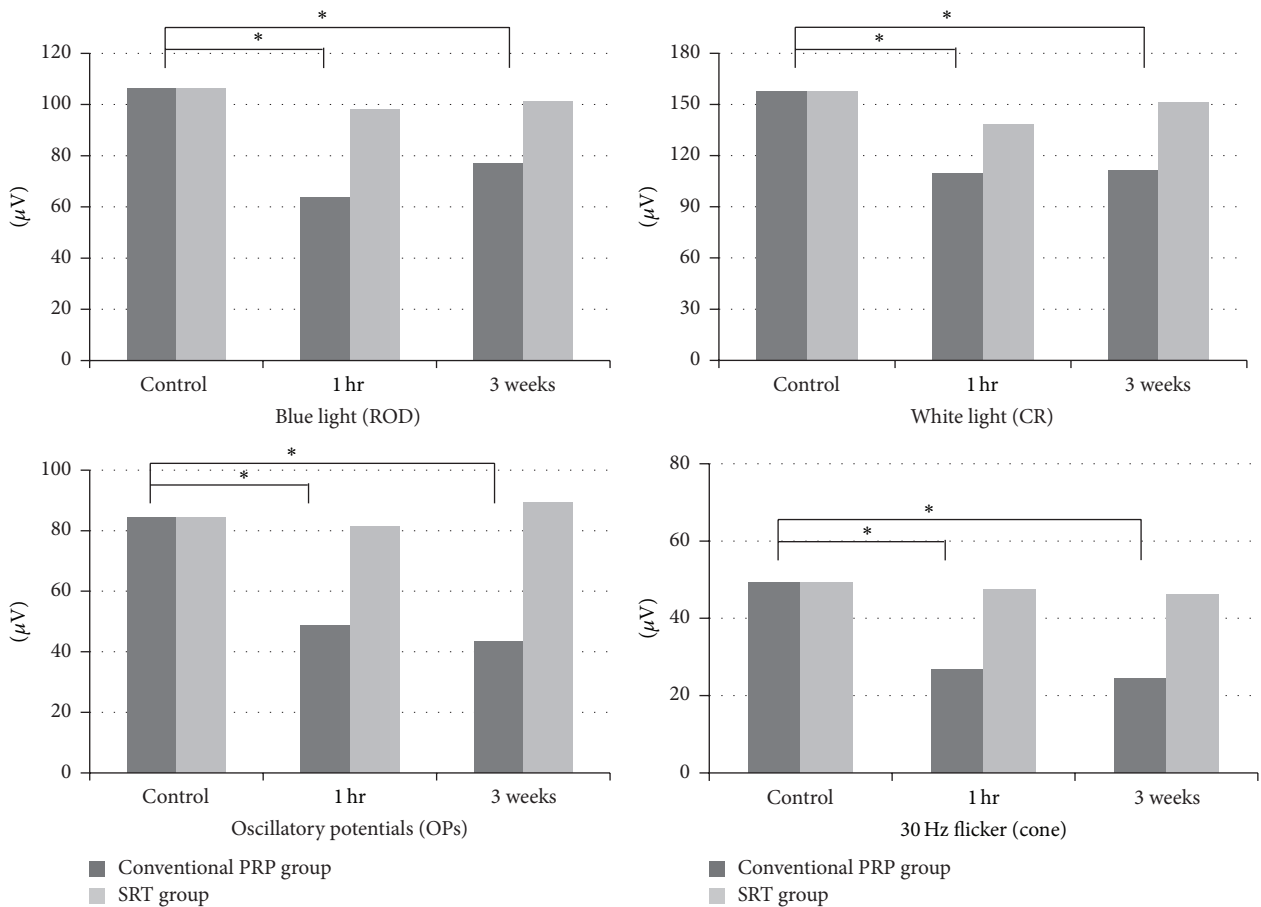 *
*
120
100
80
60
40
20
0
(μV)
Control 1 hr 3 weeks
Blue light (ROD)
*
*
180
150
120
90
60
30
0
(μV)
Control 1 hr 3 weeks
White light (CR)
*
*
100
80
60
40
20
0
(μV)
Control 1 hr 3 weeks
Oscillatory potentials (OPs)
Conventional PRP group
SRT group
*
*
80
60
40
20
0
(μV)
Control 1 hr 3 weeks
30 Hz flicker (cone)
Conventional PRP group
SRT group